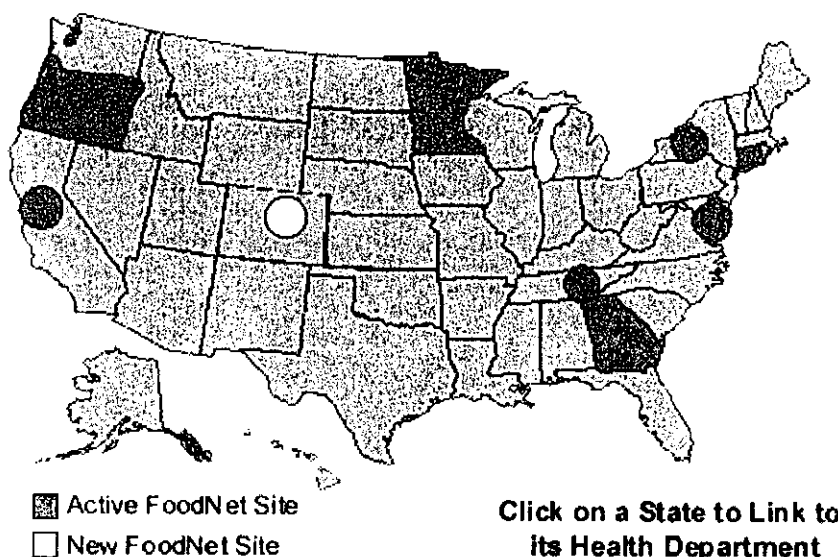 Active FoodNet Site
New FoodNet Site
Click on a State to Link to
its Health Department